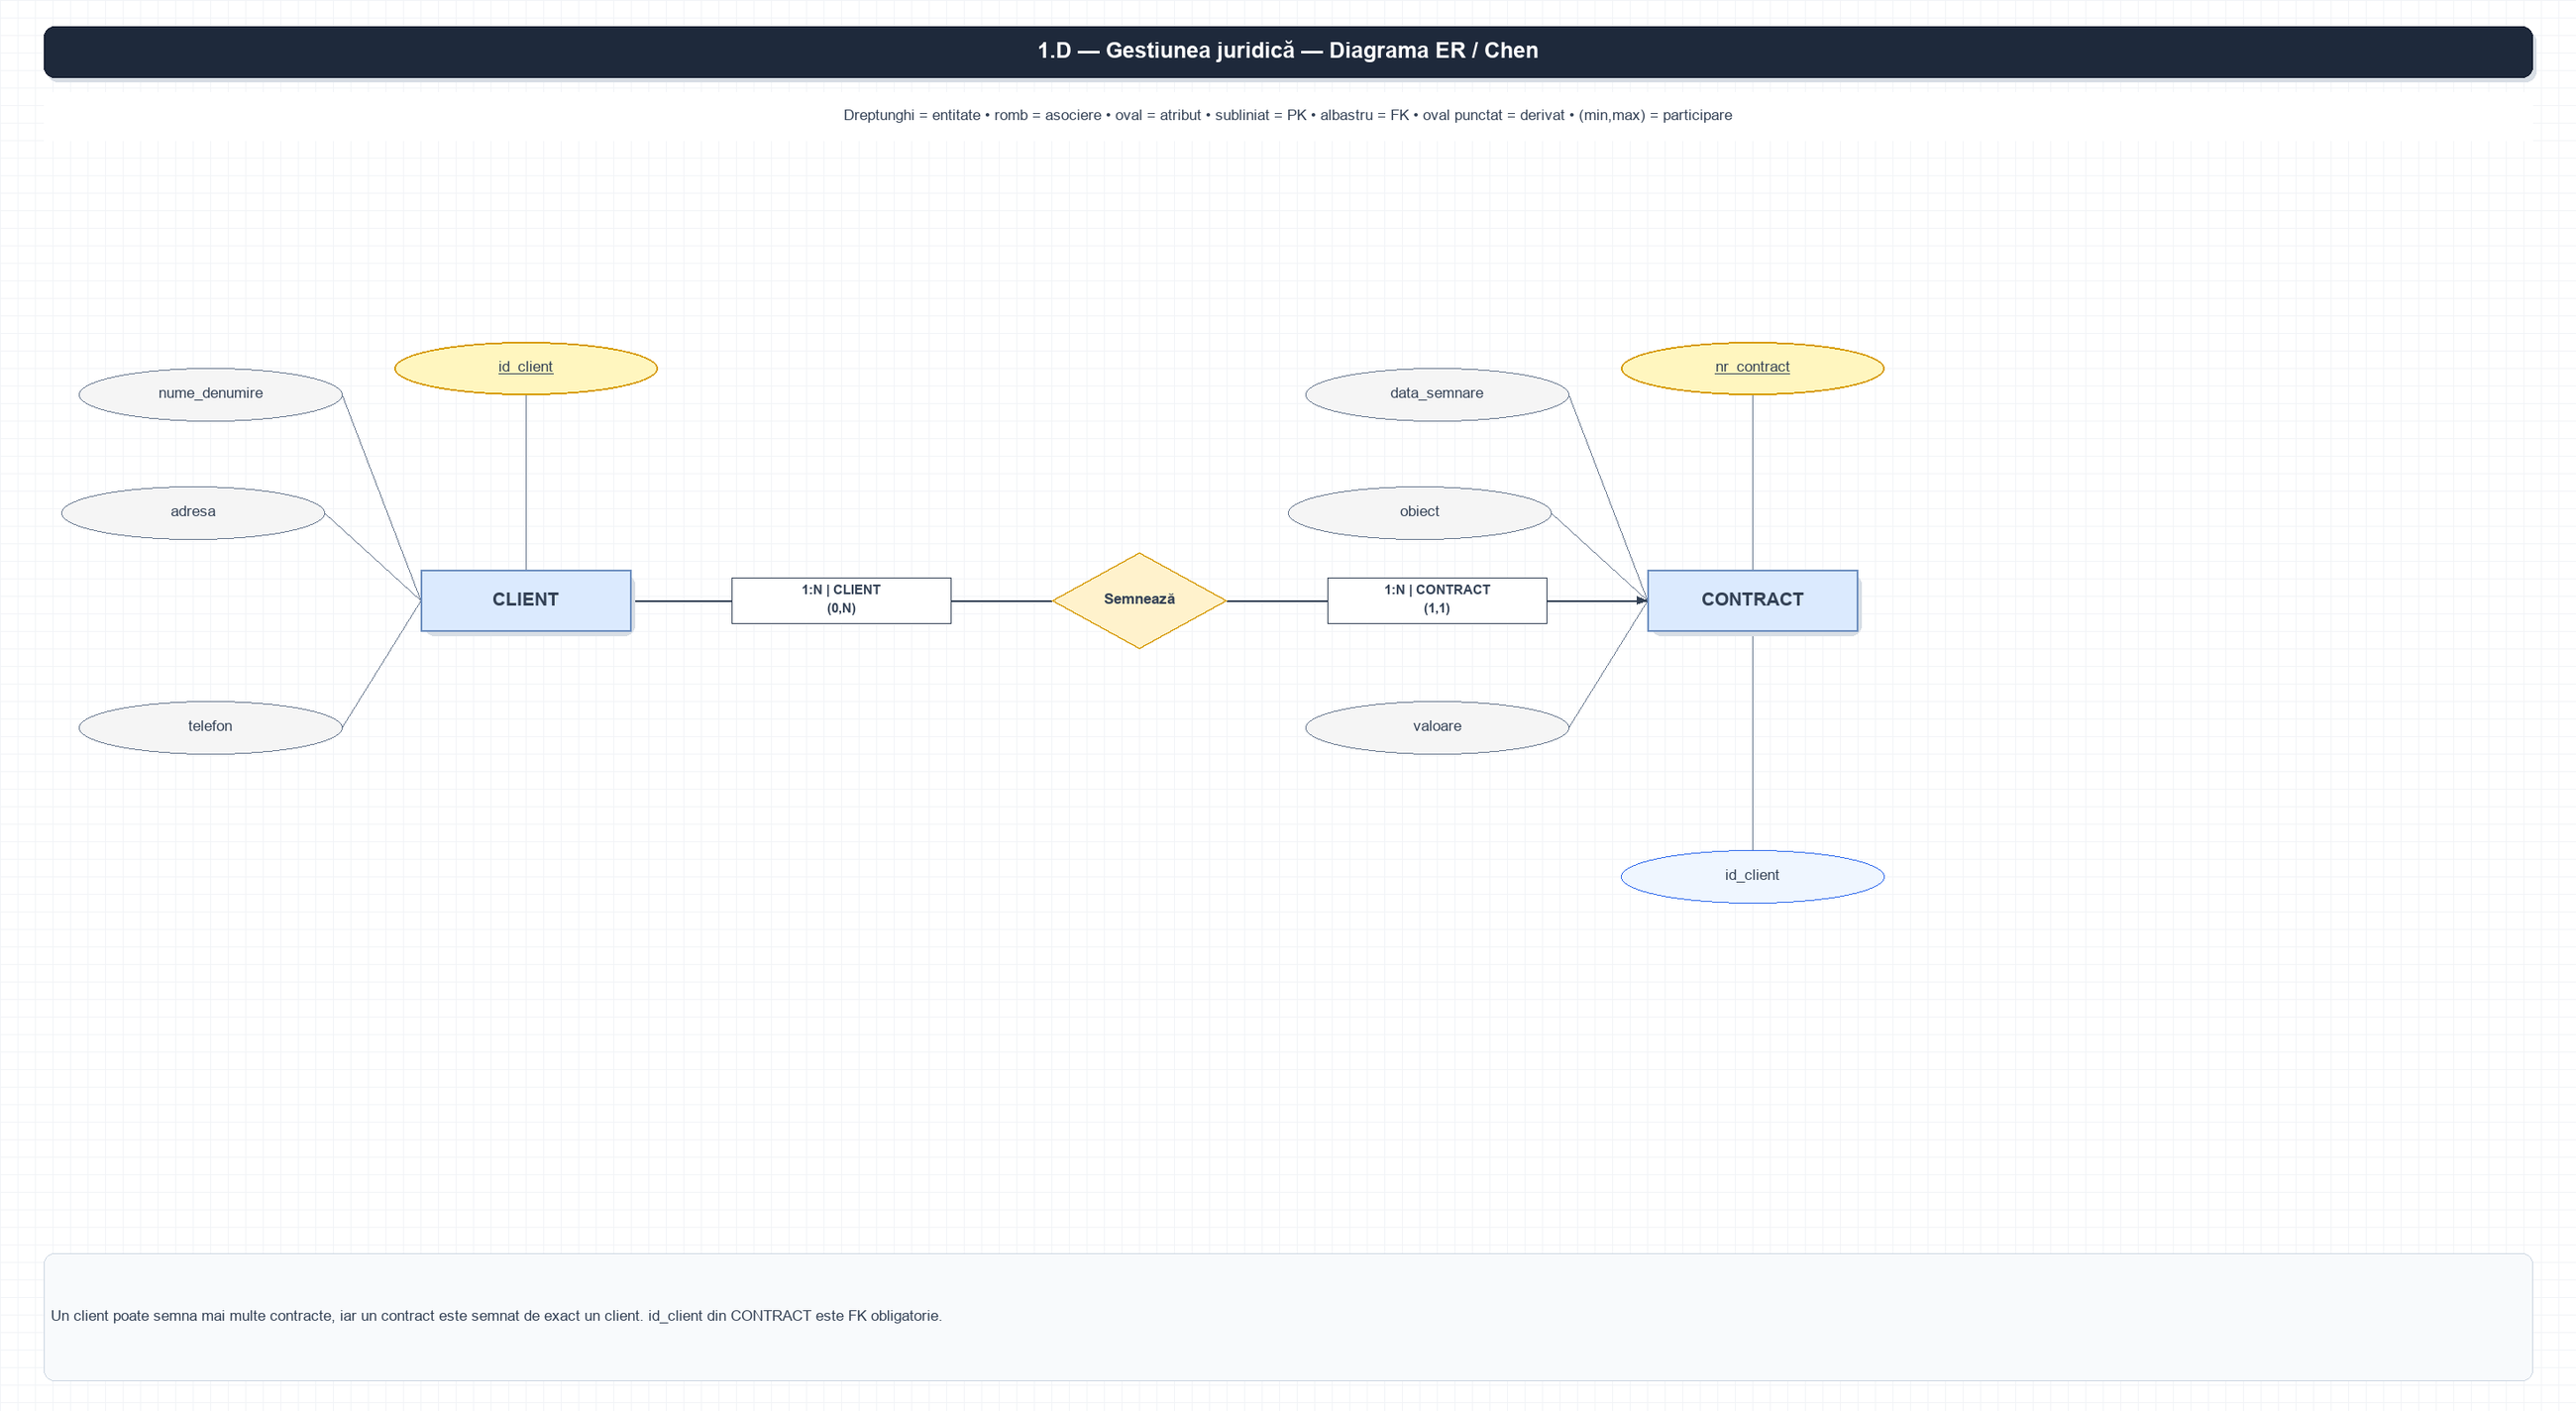 1.D — Gestiunea juridică — Diagrama ER / Chen
Dreptunghi = entitate • romb = asociere • oval = atribut • subliniat = PK • albastru = FK • oval punctat = derivat • (min,max) = participare
id_client
nume_denumire
adresa
telefon
CLIENT
1:N | CLIENT
(0,N)
Semnează
1:N | CONTRACT
(1,1)
nr_contract
data_semnare
obiect
valoare
CONTRACT
id_client
Un client poate semna mai multe contracte, iar un contract este semnat de exact un client. id_client din CONTRACT este FK obligatorie.